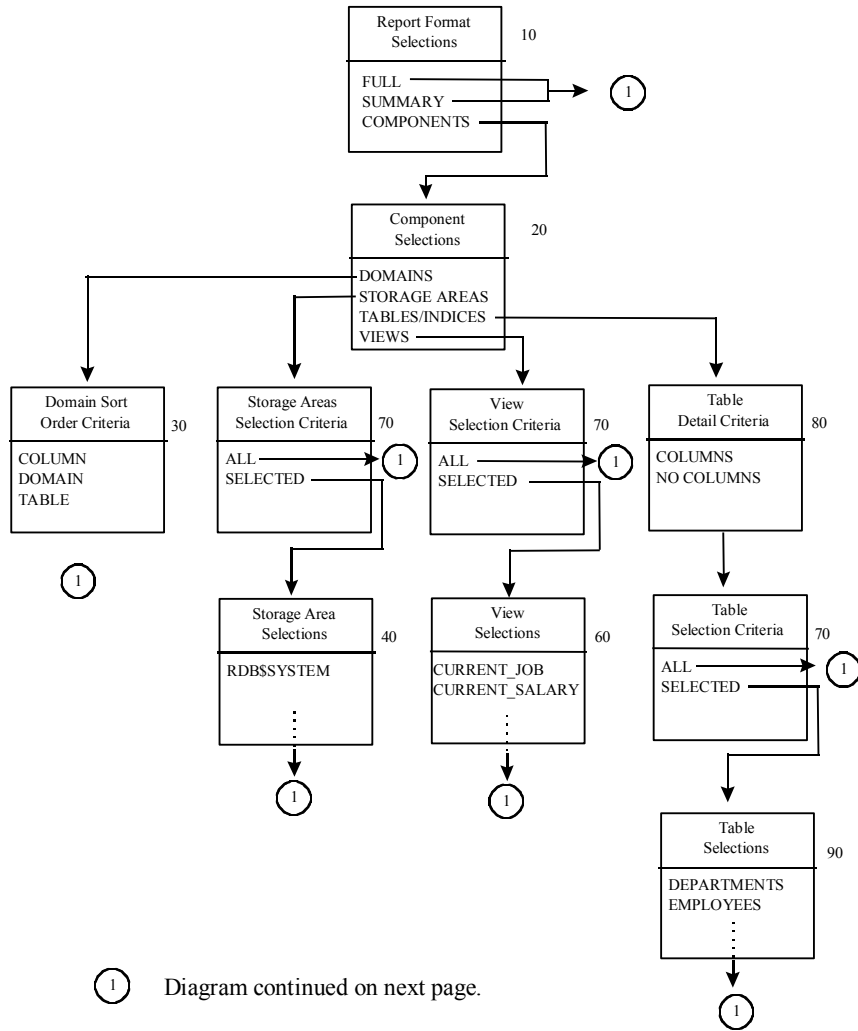 Report Format
Selections
10
FULL
SUMMARY
COMPONENTS
1
Component
Selections
20
DOMAINS
STORAGE AREAS
TABLES/INDICES
VIEWS
Domain Sort
Order Criteria
30
COLUMN
DOMAIN
TABLE
1
Storage Areas
Selection Criteria
70
ALL
SELECTED
1
View
Selection Criteria
70
ALL
SELECTED
1
Table
Detail Criteria
80
COLUMNS
NO COLUMNS
Storage Area
Selections
40
RDB$SYSTEM
1
View
Selections
60
CURRENT_JOB
CURRENT_SALARY
1
Table
Selection Criteria
70
ALL
SELECTED
1
Table
Selections
90
DEPARTMENTS
EMPLOYEES
1
1 Diagram continued on next page.